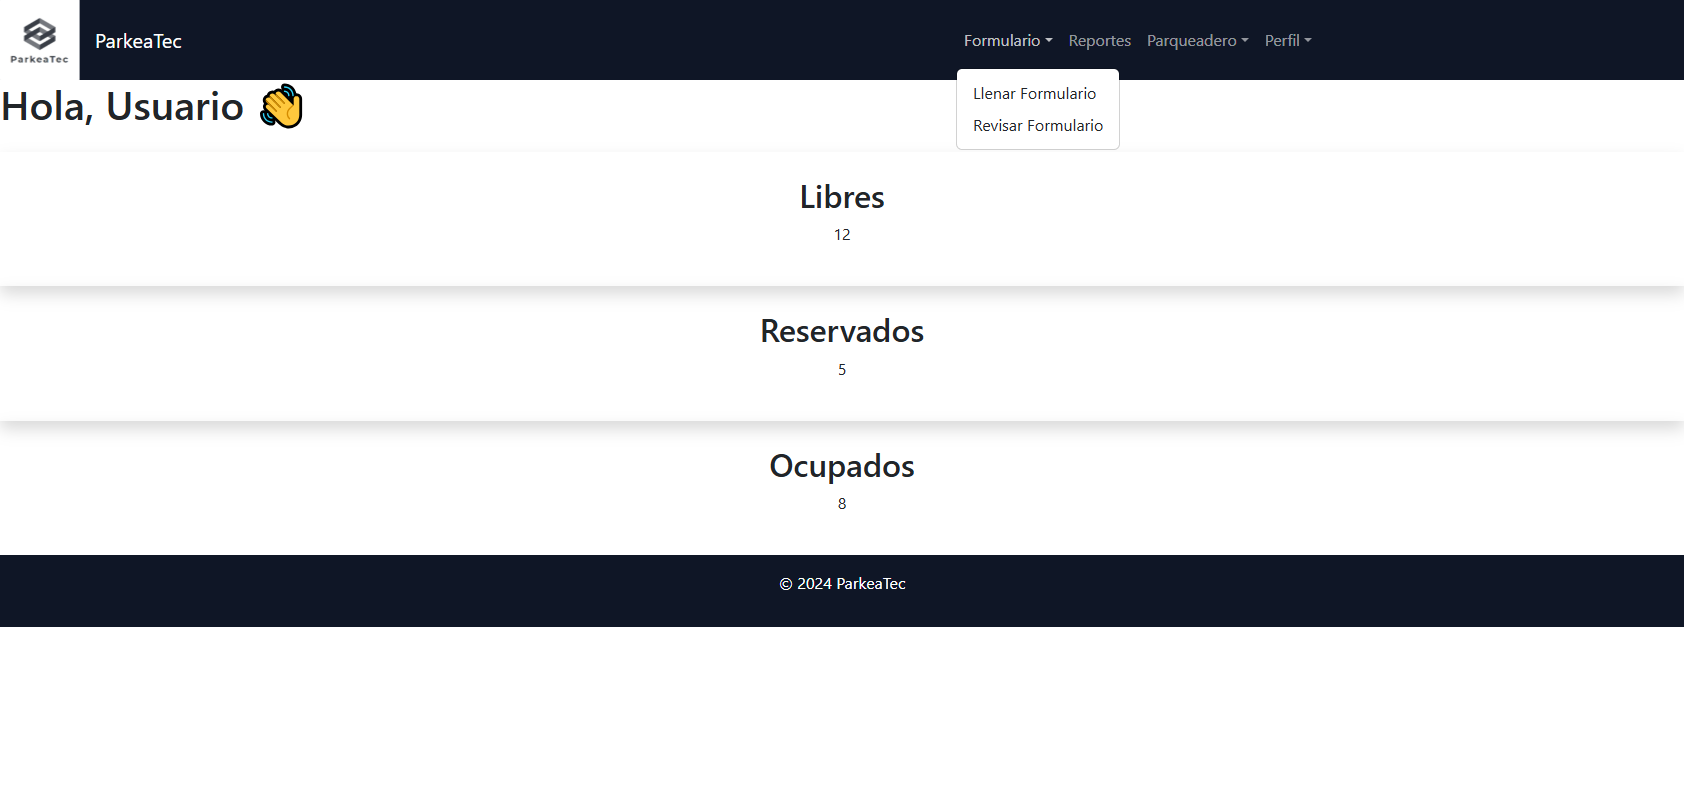 ParkeaTec
ParkeaTec
Formulario Reportes Parqueadero Perfil
Llenar Formulario
Revisar Formulario
Hola, Usuario 👋
Libres
12
Reservados
5
Ocupados
8
© 2024 ParkeaTec